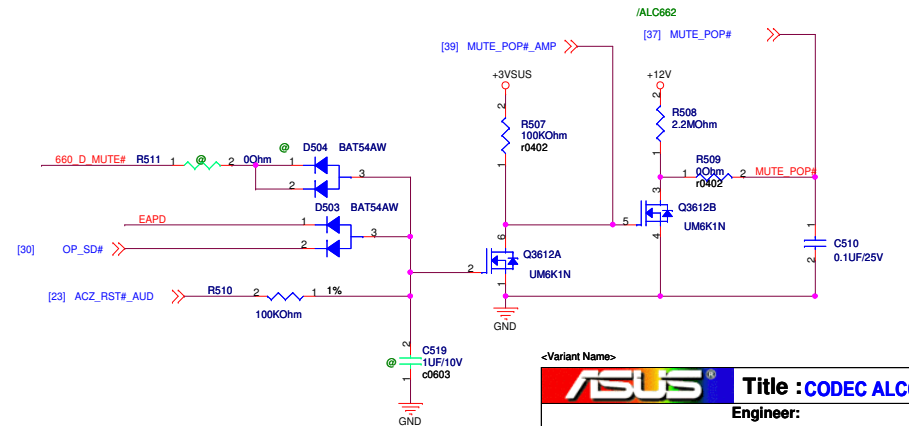 /ALC662
[39] MUTE_POP#_AMP
[37] MUTE_POP#
+3VSUS
+12V
2
R507
100KOhm
r0402
1
2
R508
2.2MOhm
1
660_D_MUTE# R511 1 @ 2 0Ohm
@ D504 BAT54AW
1
2
3
D503 BAT54AW
EAPD 1
[30] OP_SD# 2
3
R509
1 0Ohm 2 MUTE_POP#
r0402
3
Q3612B
5
UM6K1N
4
6
Q3612A
2
UM6K1N
1
GND
1
C510
2 0.1UF/25V
[23] ACZ_RST#_AUD R510 2 1 1%
100KOhm
2
C519
@ 1UF/10V
1 c0603
GND
<Variant Name>
ASUS®
Title : CODEC ALC
Engineer: